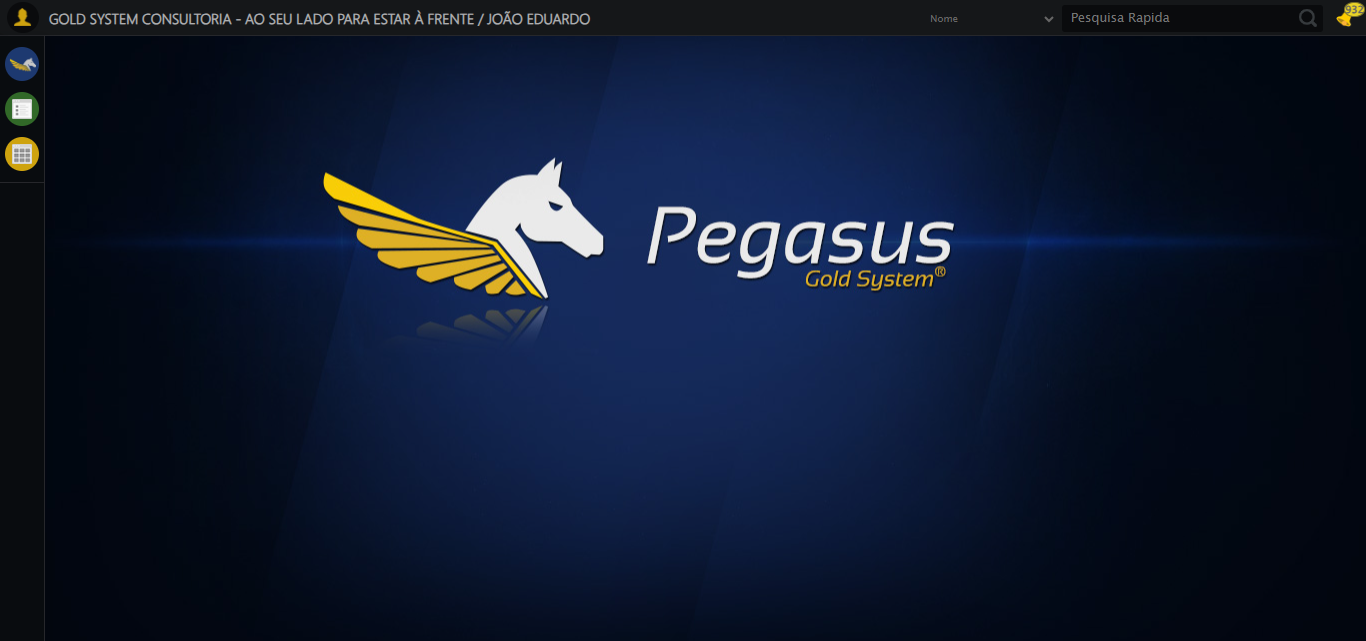 GOLD SYSTEM CONSULTORIA - AO SEU LADO PARA ESTAR À FRENTE / JOÃO EDUARDO
Nome
Pesquisa Rapida
932
Pegasus
Gold System®